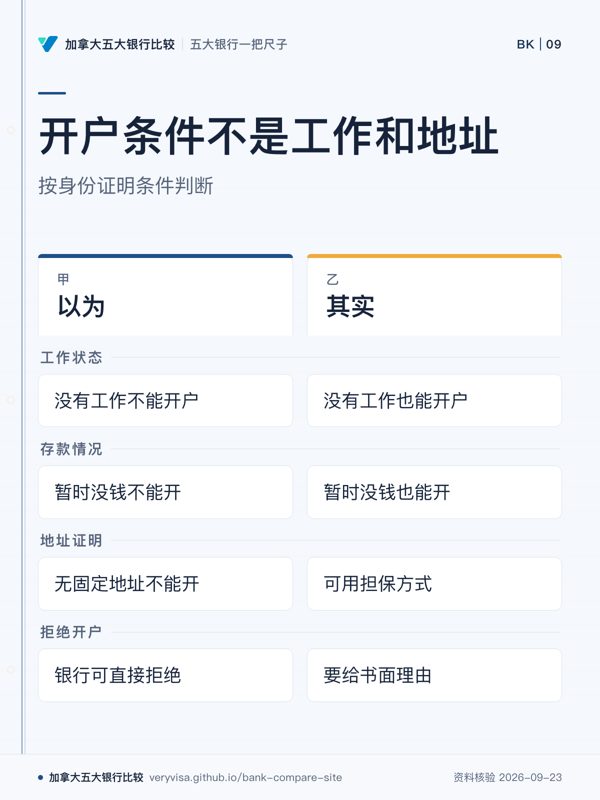 加拿大五大银行比较 | 五大银行一把尺子
BK | 09
开户条件不是工作和地址
按身份证明条件判断
甲
以为
乙
其实
工作状态
没有工作不能开户
没有工作也能开户
存款情况
暂时没钱不能开
暂时没钱也能开
地址证明
无固定地址不能开
可用担保方式
拒绝开户
银行可直接拒绝
要给书面理由
加拿大五大银行比较 veryvisa.github.io/bank-compare-site
资料核验 2026-09-23